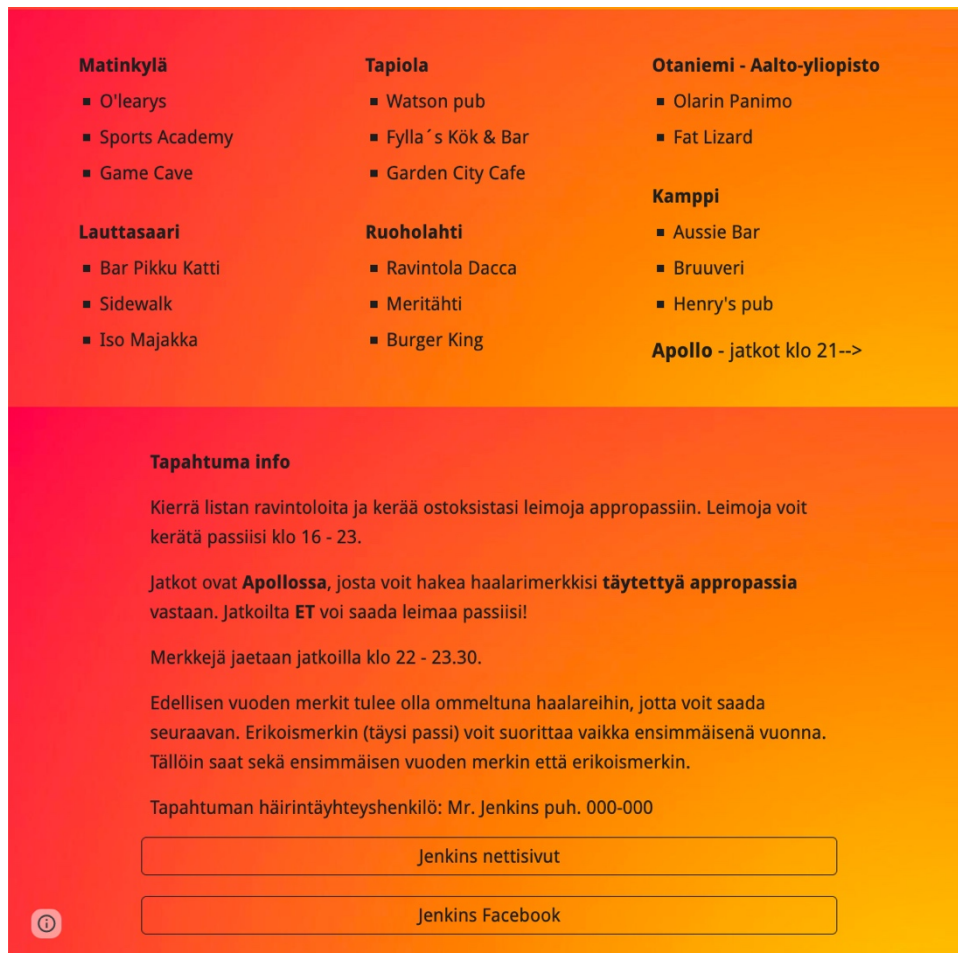 Matinkylä
O'learys
Sports Academy
Game Cave
Lauttasaari
Bar Pikku Katti
Sidewalk
Iso Majakka
Tapiola
Watson pub
Fylla´s Kök & Bar
Garden City Cafe
Ruoholahti
Ravintola Dacca
Meritähti
Burger King
Otaniemi - Aalto-yliopisto
Olarin Panimo
Fat Lizard
Kamppi
Aussie Bar
Bruuveri
Henry's pub
Apollo - jatkot klo 21-->
Tapahtuma info
Kierrä listan ravintoloita ja kerää ostoksistasi leimoja appropassiin. Leimoja voit
kerätä passiisi klo 16 - 23.
Jatkot ovat Apollossa, josta voit hakea haalarimerkkisi täytettyä appropassia
vastaan. Jatkoilta ET voi saada leimaa passiisi!
Merkkejä jaetaan jatkoilla klo 22 - 23.30.
Edellisen vuoden merkit tulee olla ommeltuna haalareihin, jotta voit saada
seuraavan. Erikoismerkin (täysi passi) voit suorittaa vaikka ensimmäisenä vuonna.
Tällöin saat sekä ensimmäisen vuoden merkin että erikoismerkin.
Tapahtuman häirintäyhteyshenkilö: Mr. Jenkins puh. 000-000
Jenkins nettisivut
Jenkins Facebook